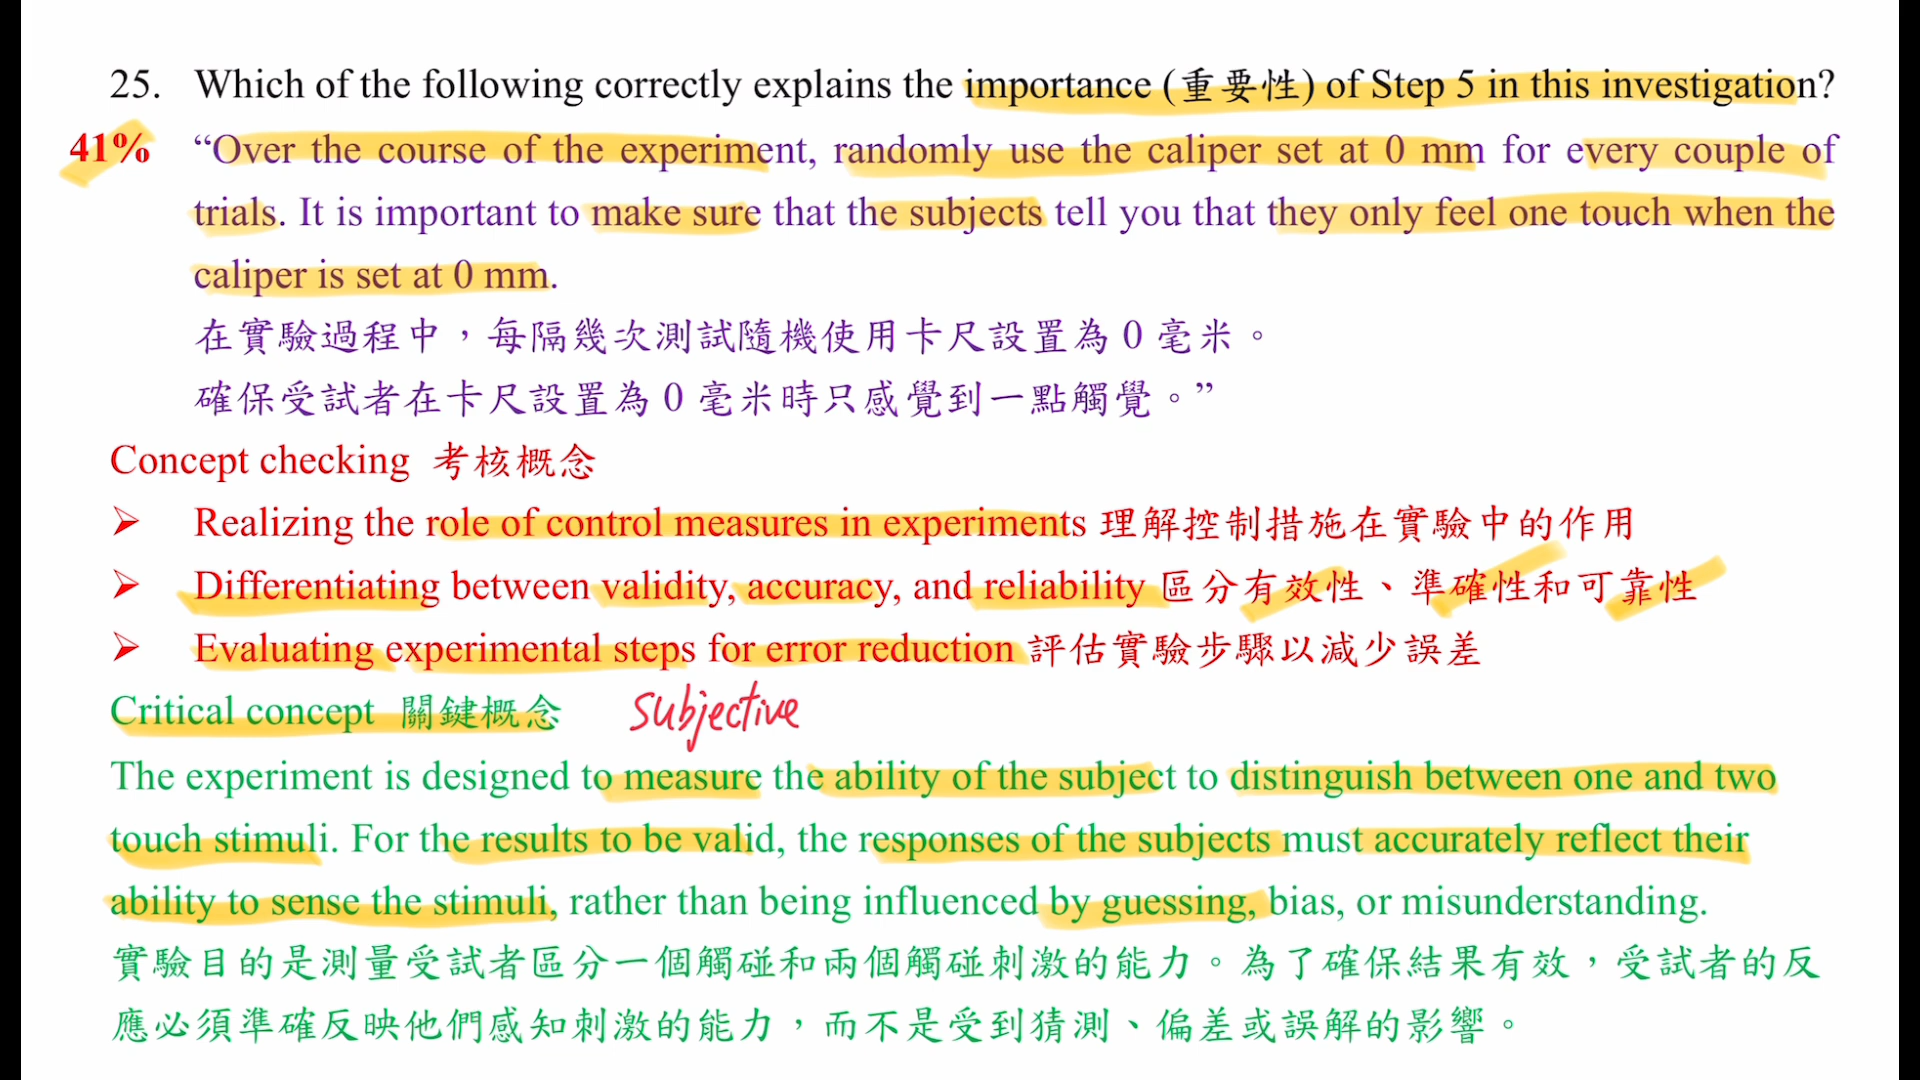 25. Which of the following correctly explains the importance (重要性) of Step 5 in this investigation?
41% “Over the course of the experiment, randomly use the caliper set at 0 mm for every couple of
trials. It is important to make sure that the subjects tell you that they only feel one touch when the
caliper is set at 0 mm.
在實驗過程中，每隔幾次測試隨機使用卡尺設置為 0 毫米。
確保受試者在卡尺設置為 0 毫米時只感覺到一點觸覺。”
Concept checking 考核概念
➢ Realizing the role of control measures in experiments 理解控制措施在實驗中的作用
➢ Differentiating between validity, accuracy, and reliability 區分有效性、準確性和可靠性
➢ Evaluating experimental steps for error reduction 評估實驗步驟以減少誤差
Critical concept 關鍵概念 Subjective
The experiment is designed to measure the ability of the subject to distinguish between one and two
touch stimuli. For the results to be valid, the responses of the subjects must accurately reflect their
ability to sense the stimuli, rather than being influenced by guessing, bias, or misunderstanding.
實驗目的是測量受試者區分一個觸碰和兩個觸碰刺激的能力。為了確保結果有效，受試者的反
應必須準確反映他們感知刺激的能力，而不是受到猜測、偏差或誤解的影響。